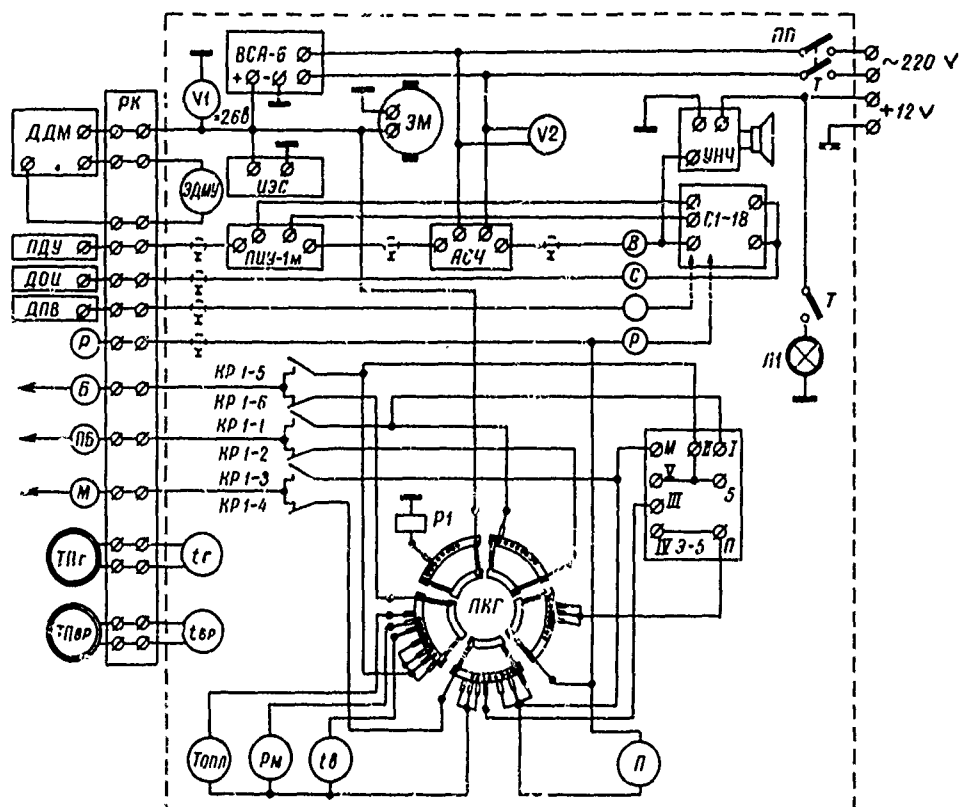 ПП
ВСА-6
+ -
~220 V
Т
V1
=26в
+12 V
РК
ДДМ
ЭМ
V2
УНЧ
ИЭС
ЭДМУ
С1-18
ПДУ
ПИУ-1м
АСЧ
В
ДОИ
С
ДПВ
Р
Р
Т
Л1
КР 1-5
Б
КР 1-6
КР 1-1
ПБ
КР 1-2
М II I
КР 1-3
V
М
КР 1-4
III 5
Р1
IV Э-5 П
ТПг
tг
ПКГ
ТПвр
tвр
Топл
Рм
tв
П